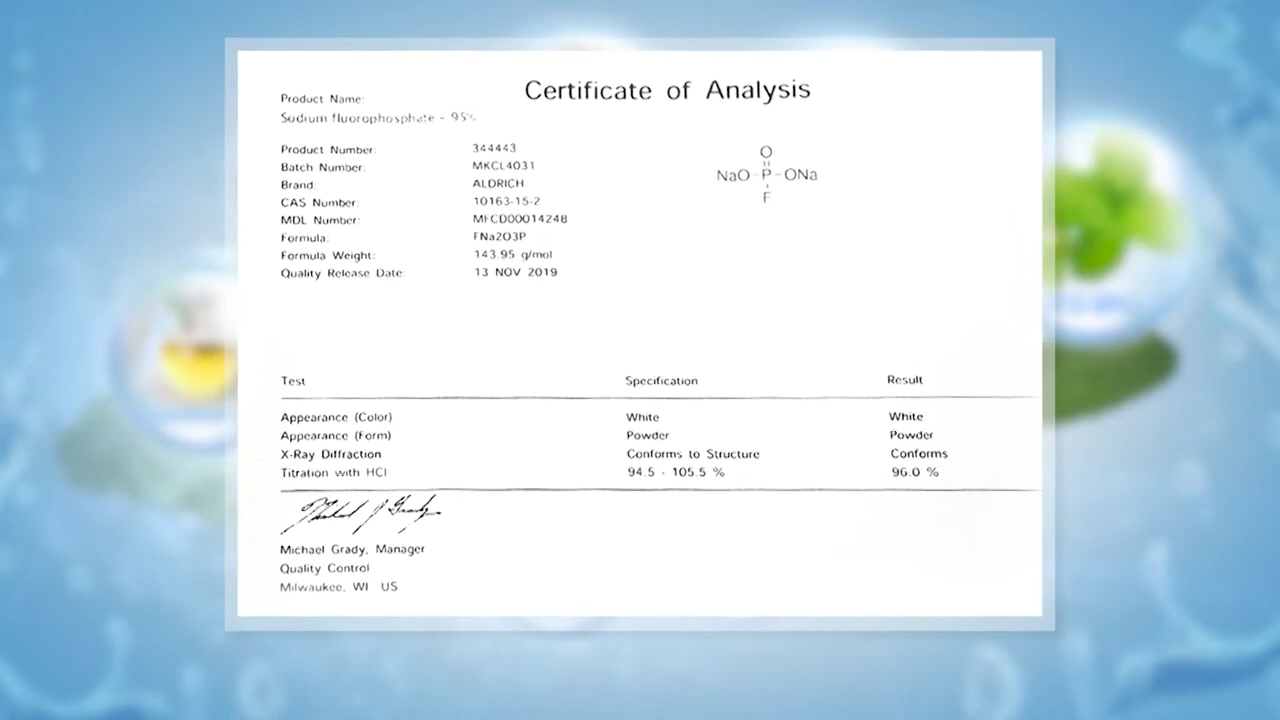 Certificate of Analysis
Product Name:
Sodium fluorophosphate - 95%
Product Number: 344443
Batch Number: MKCL4031
Brand: ALDRICH
CAS Number: 10163-15-2
MDL Number: MFCD00014248
Formula: FNa2O3P
Formula Weight: 143.95 g/mol
Quality Release Date: 13 NOV 2019
O
NaO P ONa
F
Test Specification Result
Appearance (Color) White White
Appearance (Form) Powder Powder
X-Ray Diffraction Conforms to Structure Conforms
Titration with HCl 94.5 - 105.5 % 96.0 %
Michael Grady, Manager
Quality Control
Milwaukee, WI US